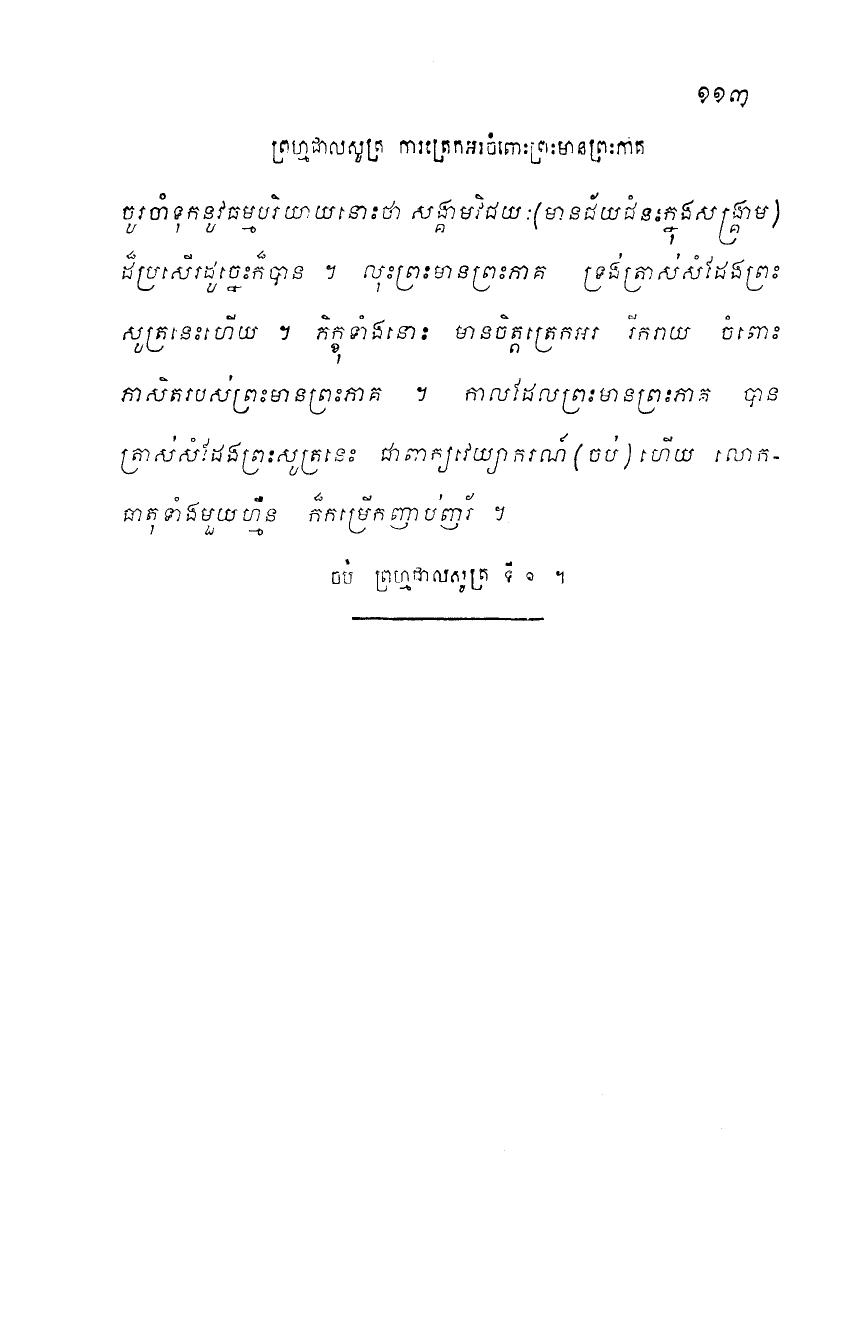 ១១៣
ព្រហ្មជាលសូត្រ ការត្រេកអរចំពោះព្រះមានព្រះភាគ
ចូរចាំទុកនូវធម្មបរិយាយនោះថា សង្គាមវិជយៈ(មានជ័យជំនះក្នុងសង្គ្រាម)
ដ៏ប្រសើរដូច្នេះក៏បាន ។ លុះព្រះមានព្រះភាគ ទ្រង់ត្រាស់សំដែងព្រះ
សូត្រនេះហើយ ។ ភិក្ខុទាំងនោះ មានចិត្តត្រេកអរ រីករាយ ចំពោះ
ភាសិតរបស់ព្រះមានព្រះភាគ ។ កាលដែលព្រះមានព្រះភាគ បាន
ត្រាស់សំដែងព្រះសូត្រនេះ ជាពាក្យវេយ្យាករណ៍(ចប់)ហើយ លោក-
ធាតុទាំងមួយហ្មឺន ក៏កម្រើកញាប់ញ័រ ។
ចប់ ព្រហ្មជាលសូត្រ ទី ១ ។